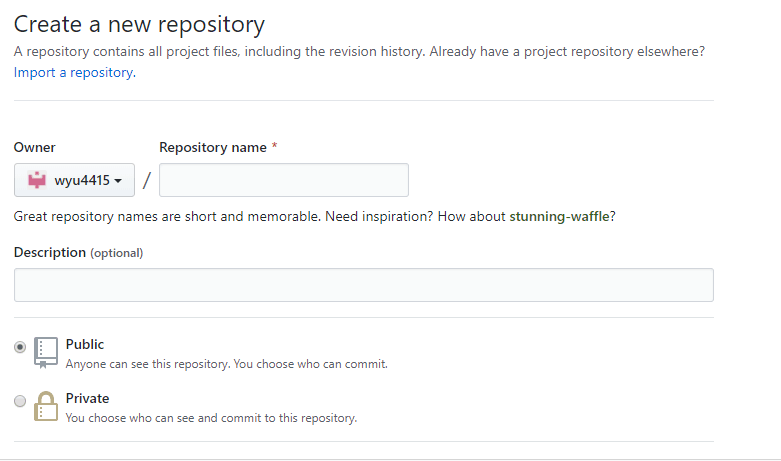 Create a new repository
A repository contains all project files, including the revision history. Already have a project repository elsewhere?
Import a repository.
Owner
Repository name *
wyu4415
/
Great repository names are short and memorable. Need inspiration? How about stunning-waffle?
Description (optional)
Public
Anyone can see this repository. You choose who can commit.
Private
You choose who can see and commit to this repository.